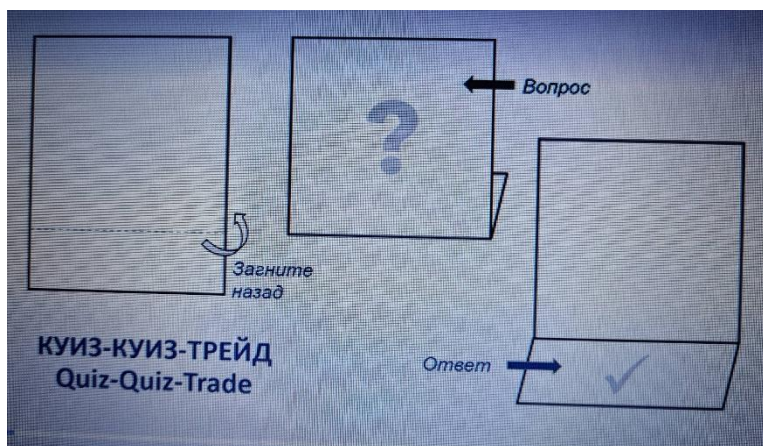 ?
Вопрос
Загните
назад
КУИЗ-КУИЗ-ТРЕЙД
Quiz-Quiz-Trade
Ответ